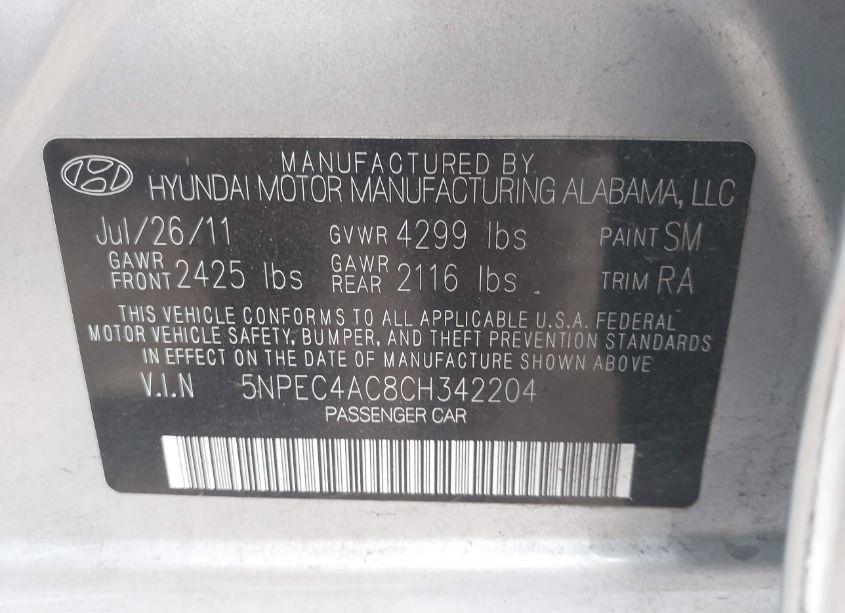 MANUFACTURED BY
HYUNDAI MOTOR MANUFACTURING ALABAMA, LLC
Jul/26/11 GVWR 4299 lbs PAINT SM
GAWR FRONT 2425 lbs GAWR REAR 2116 lbs TRIM RA
THIS VEHICLE CONFORMS TO ALL APPLICABLE U.S.A. FEDERAL
MOTOR VEHICLE SAFETY, BUMPER, AND THEFT PREVENTION STANDARDS
IN EFFECT ON THE DATE OF MANUFACTURE SHOWN ABOVE
V.I.N 5NPEC4AC8CH342204
PASSENGER CAR